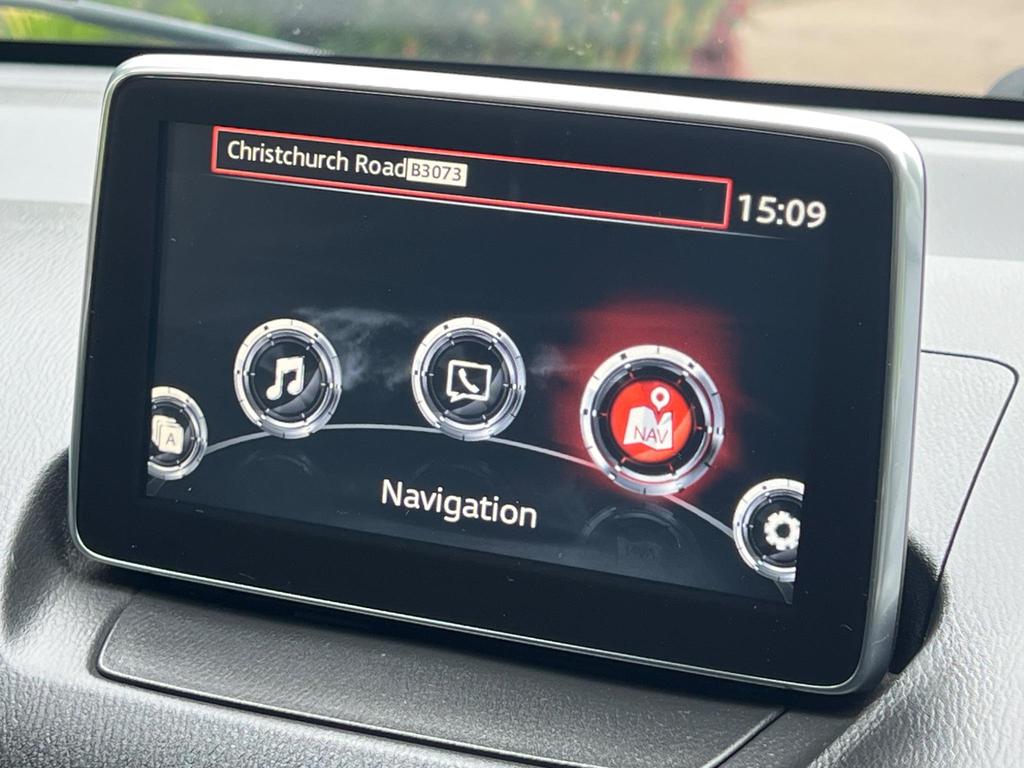 Christchurch Road B3073
15:09
A
NAV
Navigation